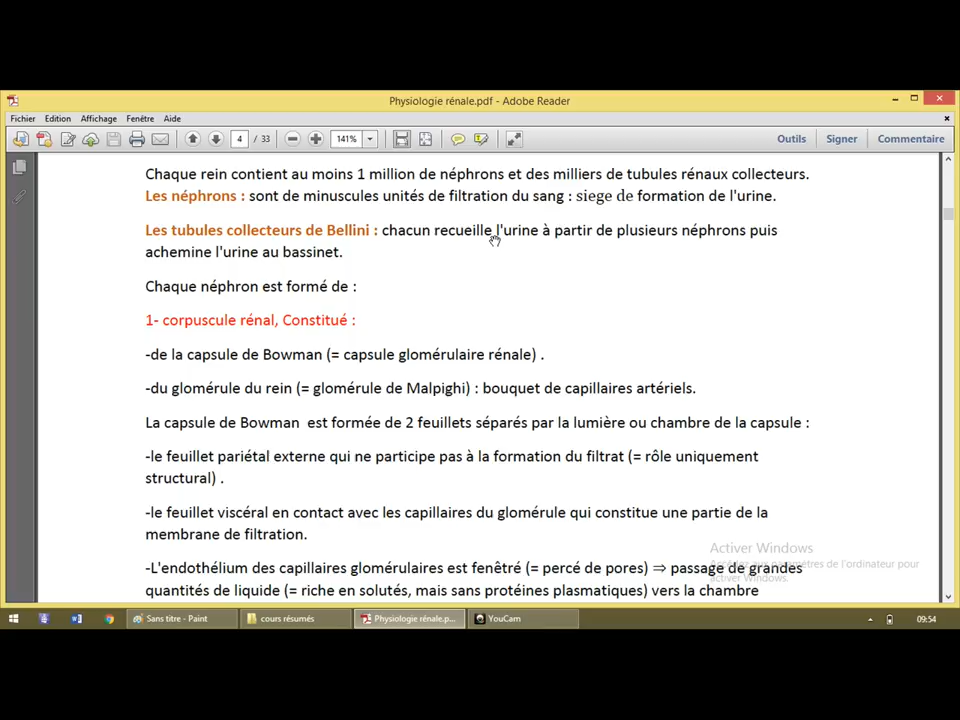 Physiologie rénale.pdf - Adobe Reader
Fichier Edition Affichage Fenêtre Aide
4 / 33 141% Outils Signer Commentaire
Chaque rein contient au moins 1 million de néphrons et des milliers de tubules rénaux collecteurs.
Les néphrons : sont de minuscules unités de filtration du sang : siege de formation de l'urine.
Les tubules collecteurs de Bellini : chacun recueille l'urine à partir de plusieurs néphrons puis
achemine l'urine au bassinet.
Chaque néphron est formé de :
1- corpuscule rénal, Constitué :
-de la capsule de Bowman (= capsule glomérulaire rénale) .
-du glomérule du rein (= glomérule de Malpighi) : bouquet de capillaires artériels.
La capsule de Bowman est formée de 2 feuillets séparés par la lumière ou chambre de la capsule :
-le feuillet pariétal externe qui ne participe pas à la formation du filtrat (= rôle uniquement
structural) .
-le feuillet viscéral en contact avec les capillaires du glomérule qui constitue une partie de la
membrane de filtration.
Activer Windows
Accédez aux paramètres de l'ordinateur pour
activer Windows.
-L'endothélium des capillaires glomérulaires est fenêtré (= percé de pores) ⇒ passage de grandes
quantités de liquide (= riche en solutés, mais sans protéines plasmatiques) vers la chambre
Sans titre - Paint cours résumés Physiologie rénale.p... YouCam 09:54